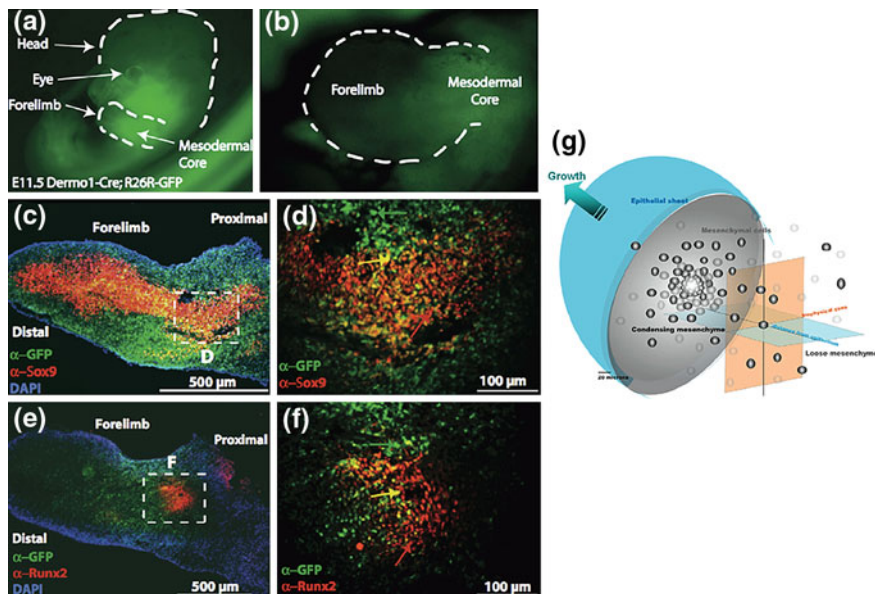 (a)
Head
Eye
Forelimb
Mesodermal
Core
E11.5 Dermo1-Cre; R26R-GFP
(b)
Forelimb
Mesodermal
Core
(c)
Forelimb
Proximal
Distal
D
α–GFP
α–Sox9
DAPI
500 µm
(d)
α–GFP
α–Sox9
100 µm
(e)
Forelimb
Proximal
F
Distal
α–GFP
α–Runx2
DAPI
500 µm
(f)
α–GFP
α–Runx2
100 µm
(g)
Growth
Epithelial sheet
Mesenchymal cells
Condensing mesenchyme
Loose mesenchyme
20 microns